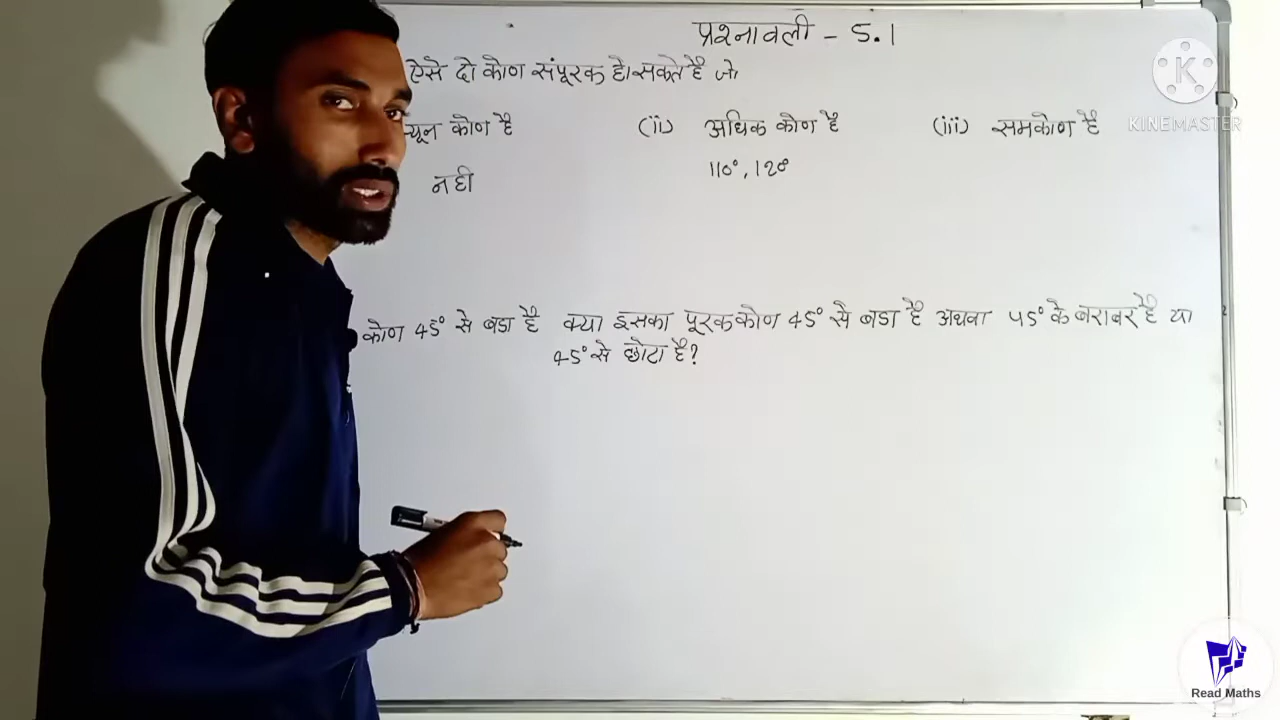 प्रश्नावली - 5.1
ऐसे दो कोण संपूरक हो सकते है जो
न्यून कोण है (ii) अधिक कोण है (iii) समकोण है
नही 110°, 120°
कोण 45° से बडा है क्या इसका पूरक कोण 45° से बडा है अथवा 45° के बराबर है या
45° से छोटा है?
K
KINEMASTER
Read Maths